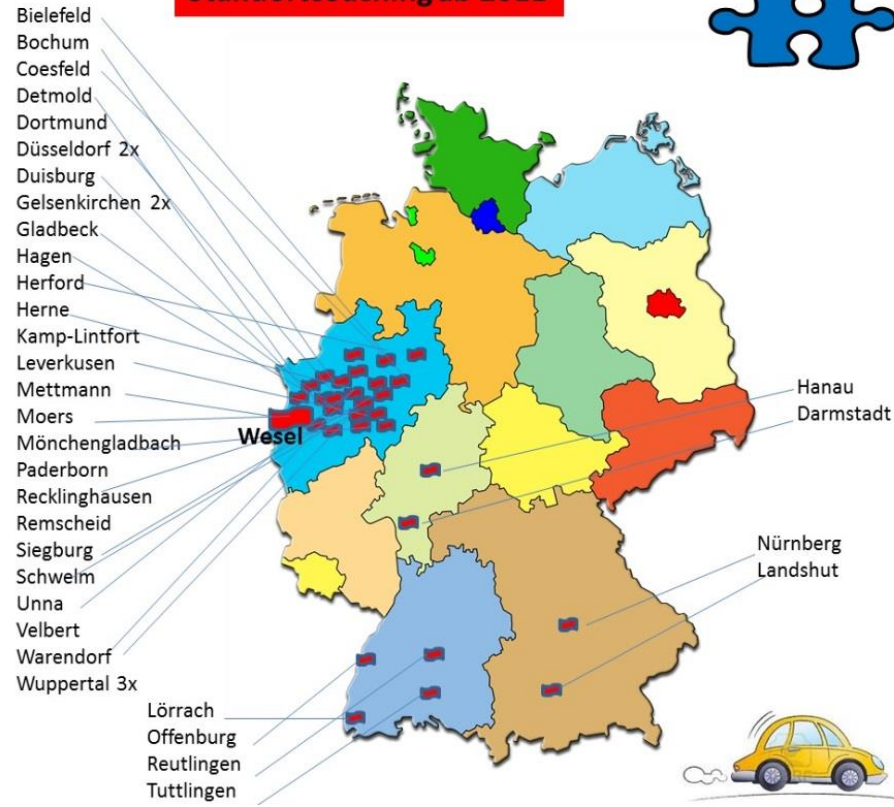 Bielefeld
Bochum
Coesfeld
Detmold
Dortmund
Düsseldorf 2x
Duisburg
Gelsenkirchen 2x
Gladbeck
Hagen
Herford
Herne
Kamp-Lintfort
Leverkusen
Mettmann
Moers
Mönchengladbach
Paderborn
Recklinghausen
Remscheid
Siegburg
Schwelm
Unna
Velbert
Warendorf
Wuppertal 3x
Wesel
Hanau
Darmstadt
Nürnberg
Landshut
Lörrach
Offenburg
Reutlingen
Tuttlingen